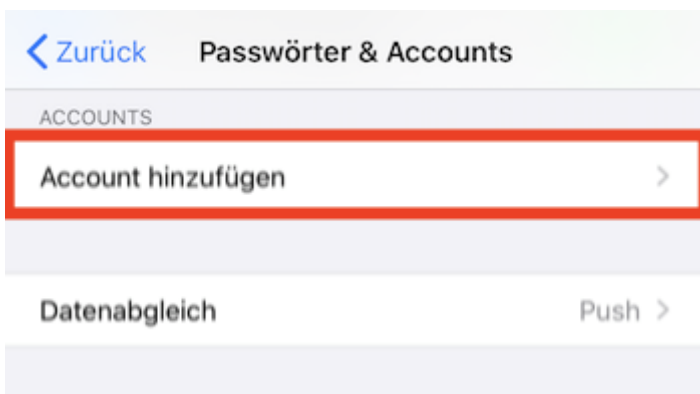 Zurück Passwörter & Accounts
ACCOUNTS
Account hinzufügen
Datenabgleich Push